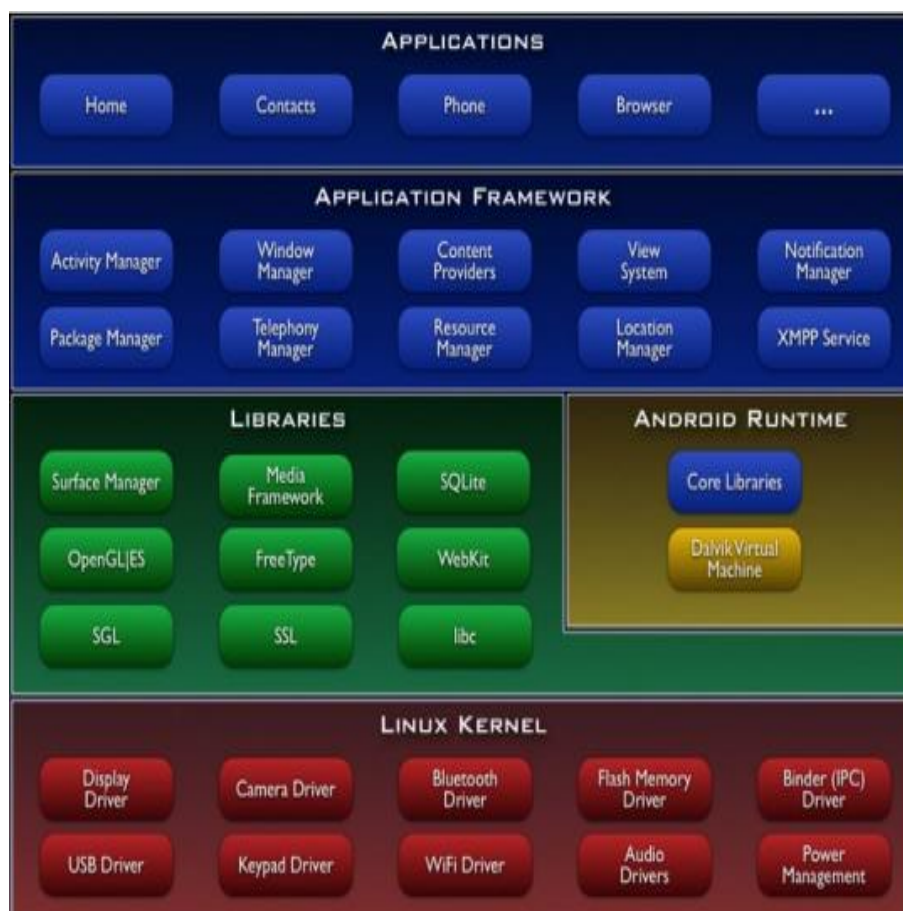 APPLICATIONS
Home
Contacts
Phone
Browser
...
APPLICATION FRAMEWORK
Activity Manager
Window
Manager
Content
Providers
View
System
Notification
Manager
Package Manager
Telephony
Manager
Resource
Manager
Location
Manager
XMPP Service
LIBRARIES
Surface Manager
Media
Framework
SQLite
OpenGL|ES
FreeType
WebKit
SGL
SSL
libc
ANDROID RUNTIME
Core Libraries
Dalvik Virtual
Machine
LINUX KERNEL
Display
Driver
Camera Driver
Bluetooth
Driver
Flash Memory
Driver
Binder (IPC)
Driver
USB Driver
Keypad Driver
WiFi Driver
Audio
Drivers
Power
Management